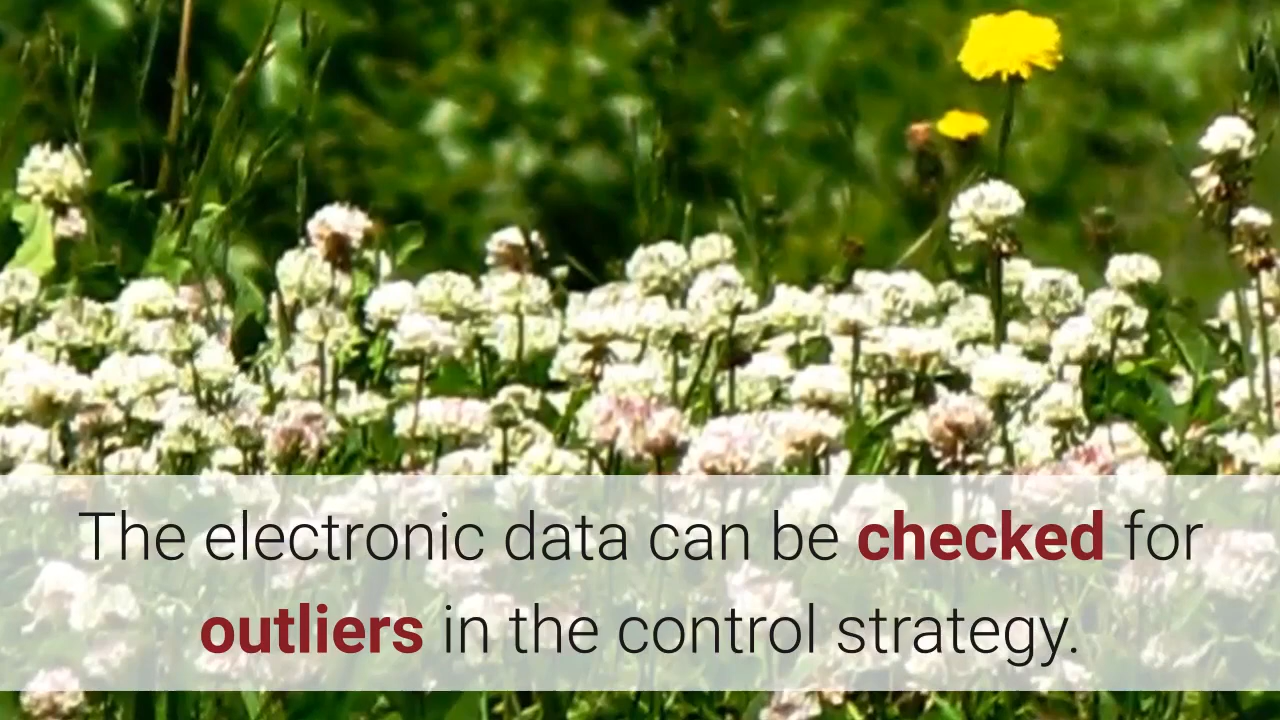 The electronic data can be checked for
outliers in the control strategy.